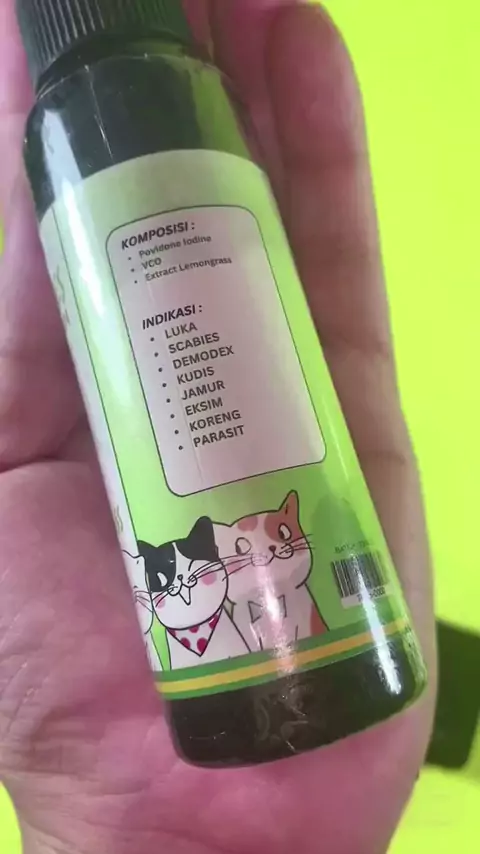 KOMPOSISI :
• Povidone Iodine
• VCO
• Extract Lemongrass
INDIKASI :
• LUKA
• SCABIES
• DEMODEX
• KUDIS
• JAMUR
• EKSIM
• KORENG
• PARASIT